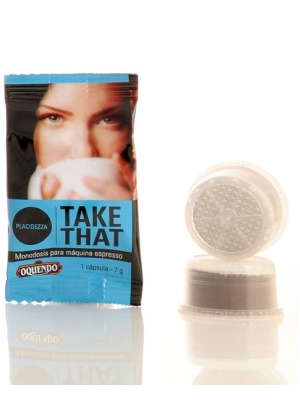 PLACIDEZZA
TAKE
THAT
Monodosis para máquina espresso
OQUENDO
1 cápsula - 7 g